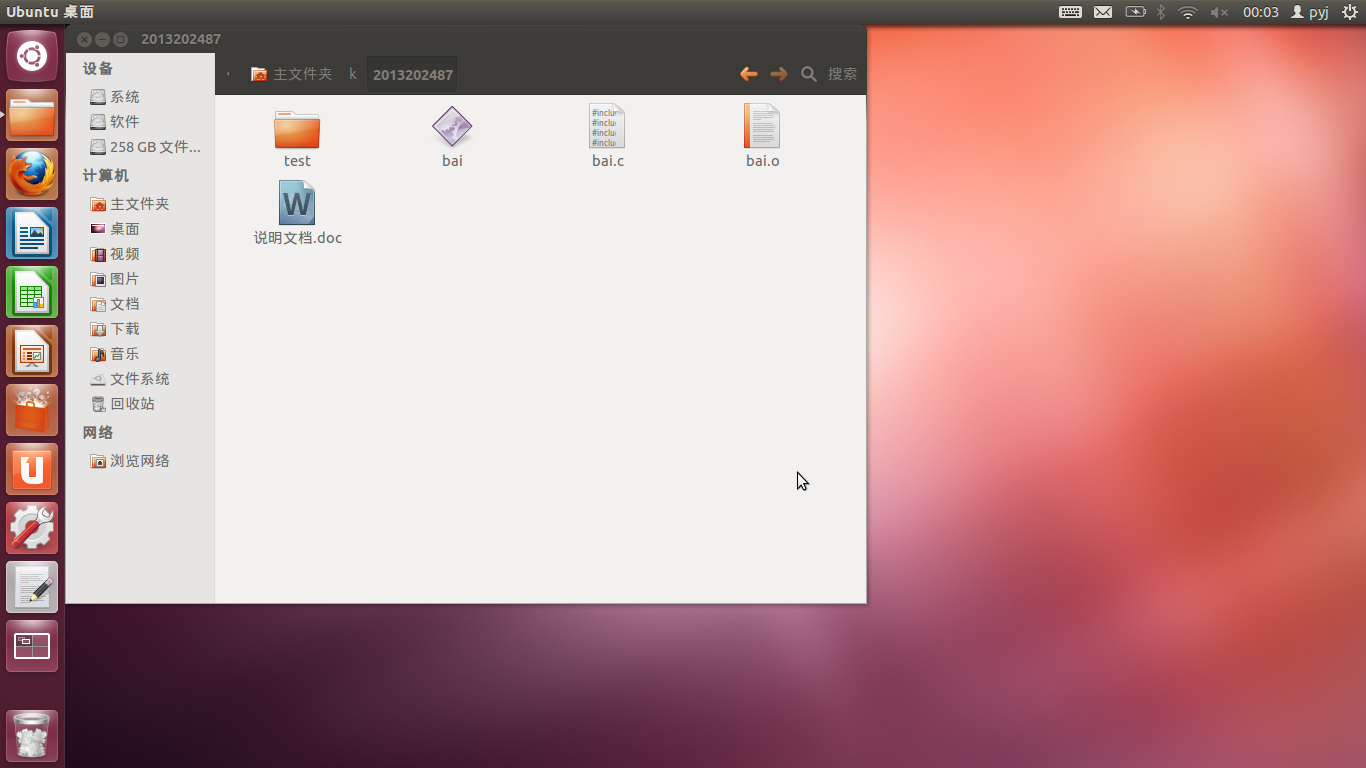 Ubuntu 桌面
00:03 pyj
2013202487
主文件夹 k 2013202487 搜索
设备
系统
软件
258 GB 文件...
计算机
主文件夹
桌面
视频
图片
文档
下载
音乐
文件系统
回收站
网络
浏览网络
test
bai
#inclu
#inclu
#inclu
#inclu
bai.c
bai.o
W
说明文档.doc